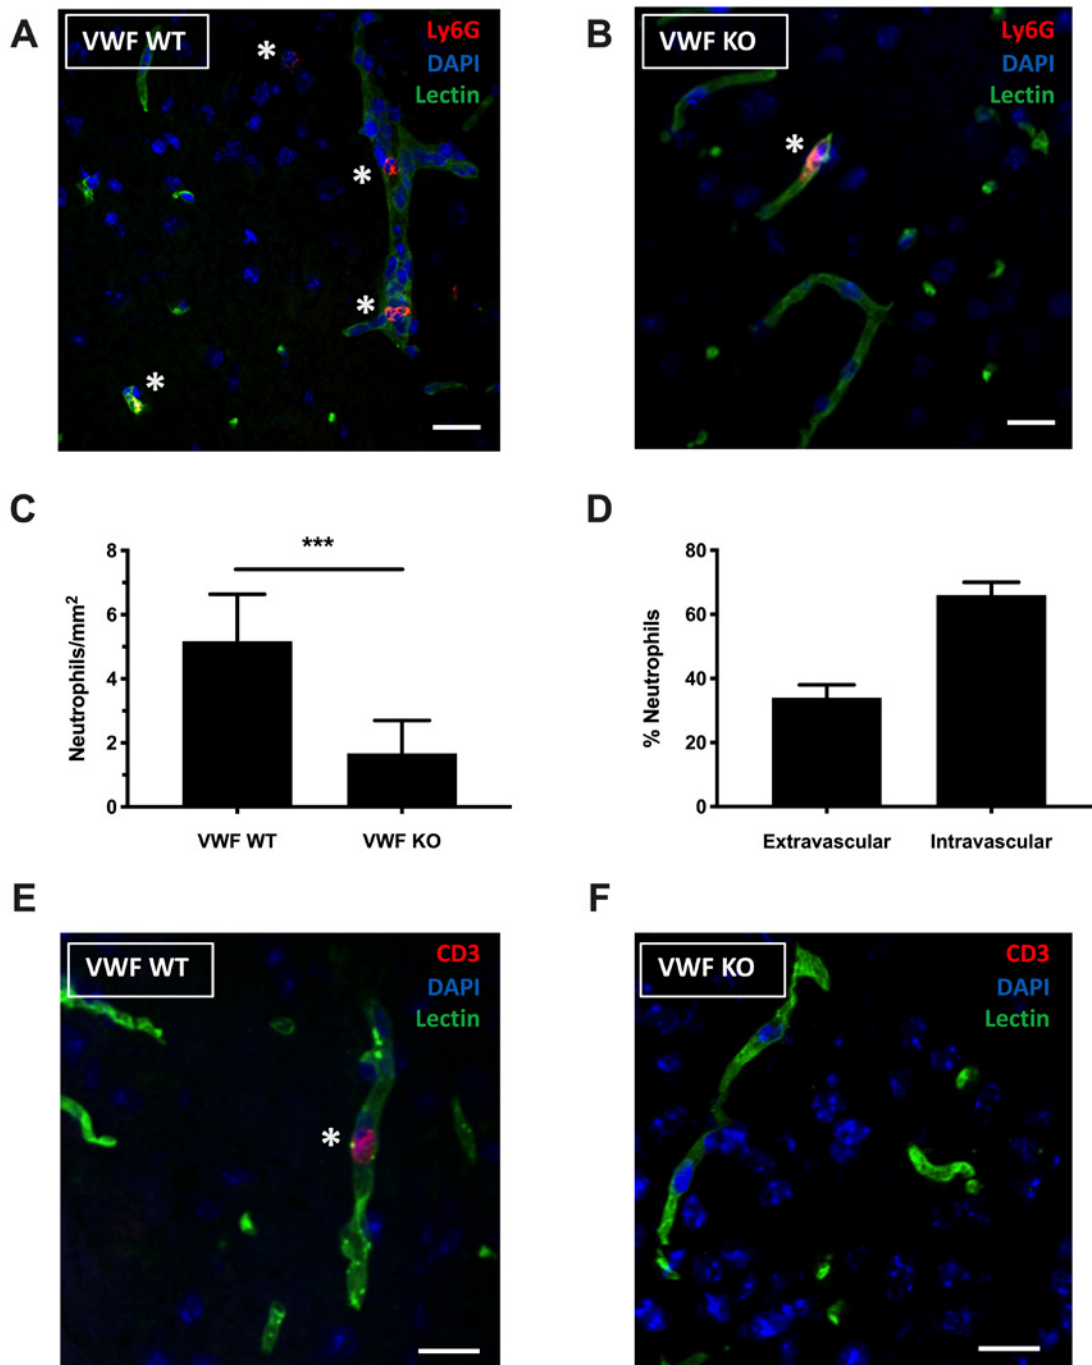 A
VWF WT
Ly6G
DAPI
Lectin
*
*
*
*
B
VWF KO
Ly6G
DAPI
Lectin
*
C
***
8
6
4
2
0
Neutrophils/mm²
VWF WT
VWF KO
D
80
60
40
20
0
% Neutrophils
Extravascular
Intravascular
E
VWF WT
CD3
DAPI
Lectin
*
F
VWF KO
CD3
DAPI
Lectin